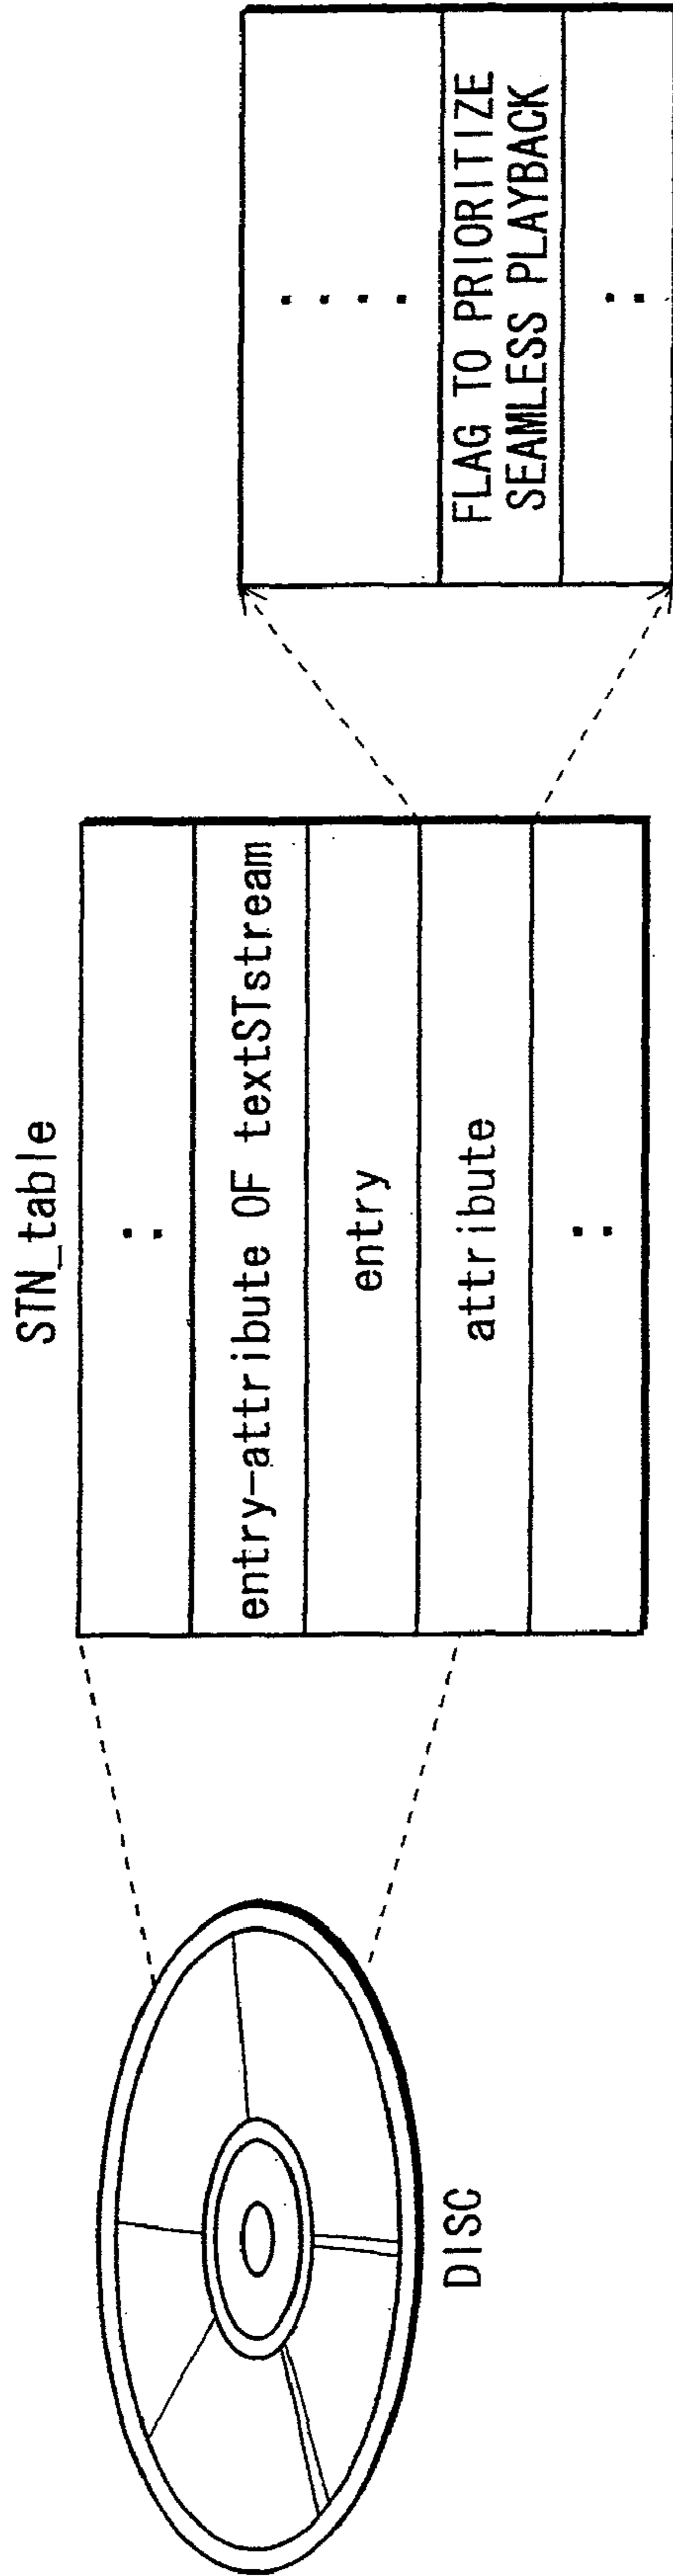 DISC
STN_table
:
entry-attribute OF textSTstream
entry
attribute
:
....
FLAG TO PRIORITIZE
SEAMLESS PLAYBACK
: